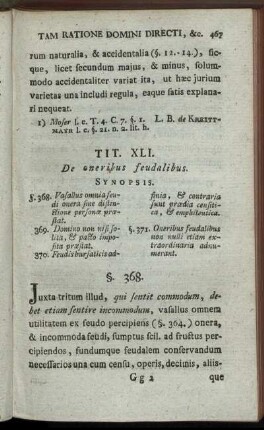 TAM RATIONE DOMINI DIRECTI, &c. 467
rum naturalia, & accidentalia (§. 12.-14.), sic-
que, licet secundum majus, & minus, solum-
modo accidentaliter variat ita, ut hæc jurium
varietas una includi regula, eaque satis explana-
ri nequeat.
1) Moser l. c. T. 4. C. 7. §. 1. L. B. de KREITT-
MAYR l. c. §. 21. n. 2. lit. h.
TIT. XLI.
De oneribus feudalibus.
SYNOPSIS.
§. 368. Vasallus omnia feu-
di onera sine distin-
ctione personæ præ-
stat.
369. Domino non nisi so-
lita, & pacto impo-
sita præstat.
370. Feudis bursaticis ad-
finia, & contraria
sunt prædia censiti-
ca, & emphiteutica.
§. 371. Oneribus feudalibus
non nulli etiam ex-
traordinaria adnu-
merant.
§. 368.
Juxta tritum illud, qui sentit commodum, de-
bet etiam sentire incommodum, vasallus omnem
utilitatem ex feudo percipiens (§. 364.) onera,
& incommoda feudi, sumptus scil. ad fructus per-
cipiendos, fundumque feudalem conservandum
necessarios una cum censu, operis, decimis, aliis-
G g 2 que